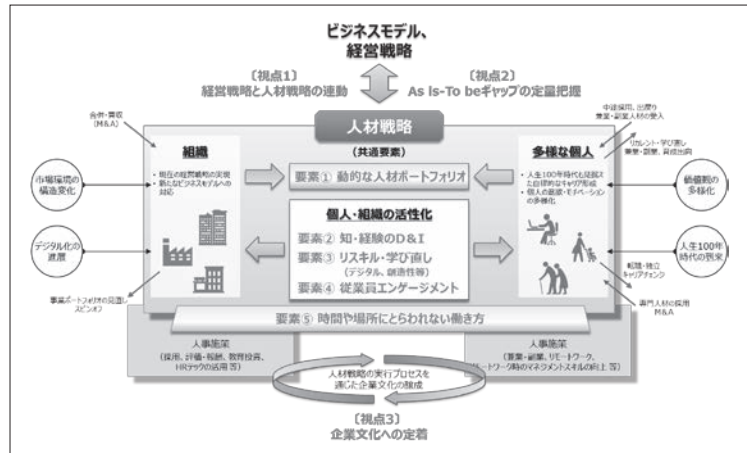 ビジネスモデル、
経営戦略
〔視点1〕
経営戦略と人材戦略の連動
〔視点2〕
As is-To beギャップの定量把握
合併・買収
(M&A)
中途採用、出戻り
兼業・副業人材の受入
リカレント・学び直し
兼業・副業、育成出向
人材戦略
(共通要素)
組織
・現在の経営戦略の実現
・新たなビジネスモデルへの
対応
多様な個人
・人生100年時代も見据えた自律的なキャリア形成
・個人の意欲・モチベーション
の多様化
要素① 動的な人材ポートフォリオ
個人・組織の活性化
要素② 知・経験のD&I
要素③ リスキル・学び直し
(デジタル、創造性等)
要素④ 従業員エンゲージメント
市場環境の
構造変化
デジタル化の
進展
価値観の
多様化
人生100年
時代の到来
転職・独立
キャリアチェンジ
専門人材の採用
M&A
事業ポートフォリオの見直し
スピンオフ
要素⑤ 時間や場所にとらわれない働き方
人事施策
(採用、評価・報酬、教育投資、
HRテックの活用 等)
人事施策
(兼業・副業、リモートワーク、
リモートワーク時のマネジメントスキルの向上 等)
人材戦略の実行プロセスを
通じた企業文化の醸成
〔視点3〕
企業文化への定着